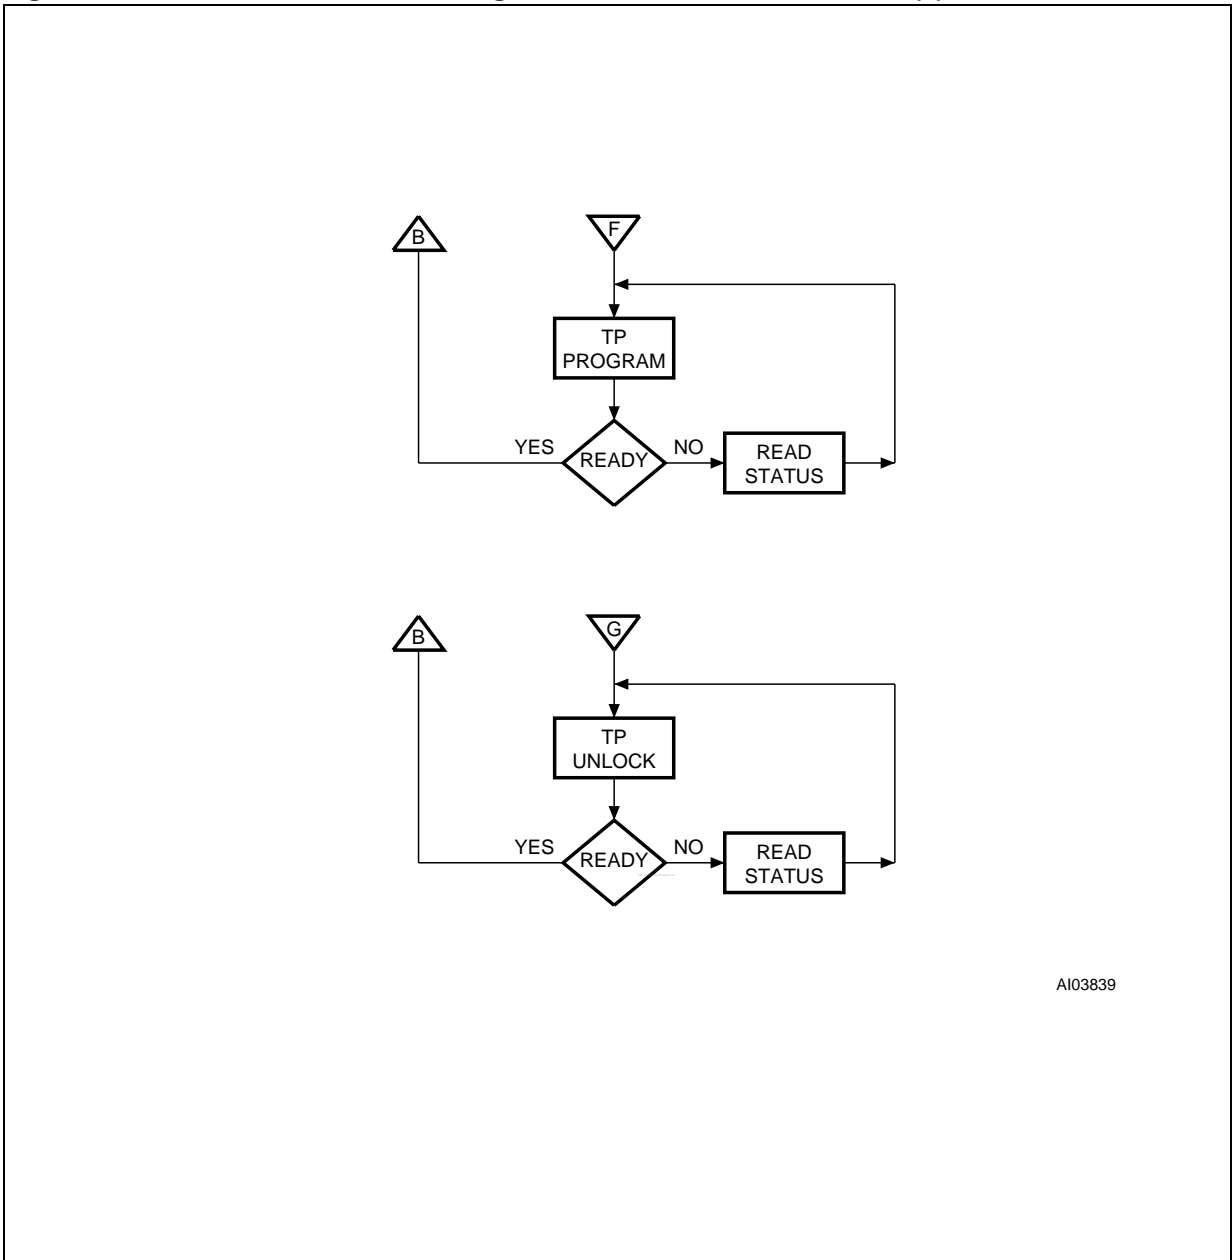 B
F
TP
PROGRAM
YES
READY
NO
READ
STATUS
B
G
TP
UNLOCK
YES
READY
NO
READ
STATUS
AI03839